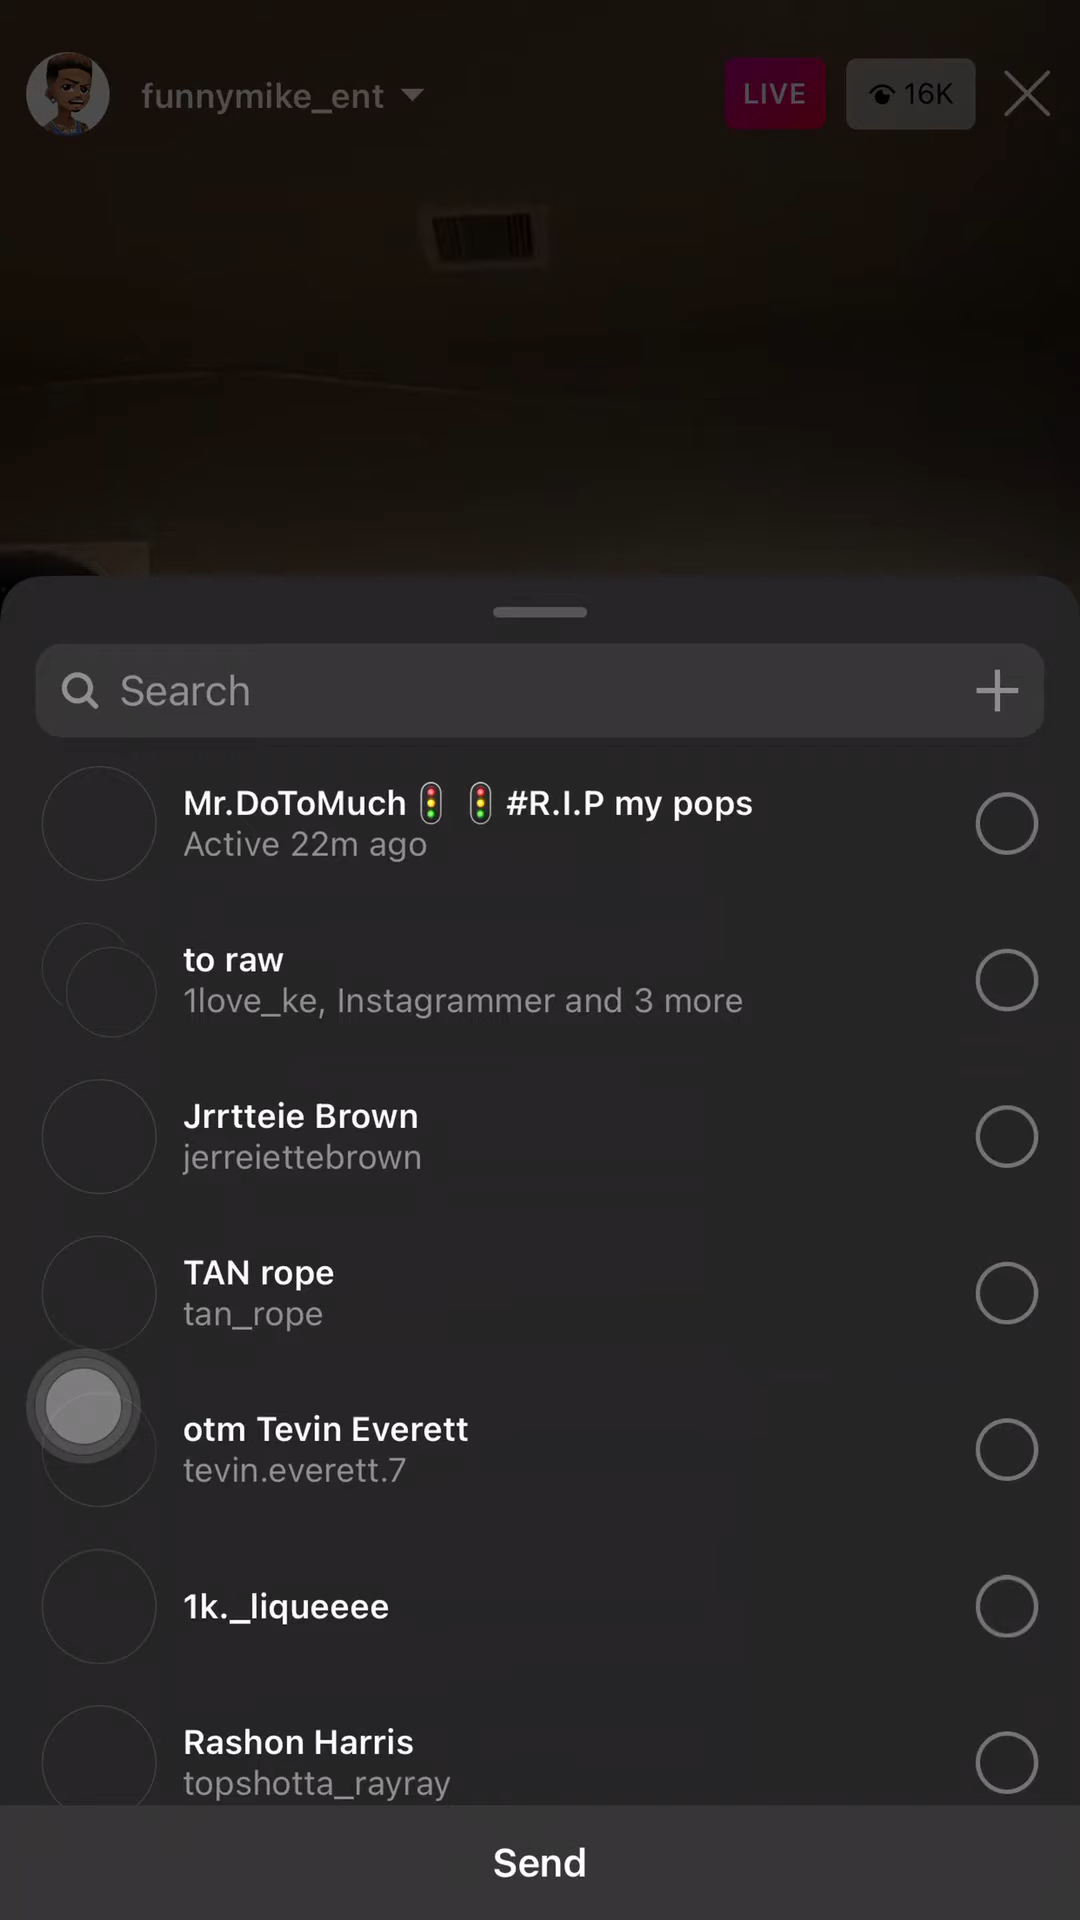 funnymike_ent
LIVE
16K
Search
Mr.DoToMuch🚦 🚦#R.I.P my pops
Active 22m ago
to raw
1love_ke, Instagrammer and 3 more
Jrrtteie Brown
jerreiettebrown
TAN rope
tan_rope
otm Tevin Everett
tevin.everett.7
1k._liqueeee
Rashon Harris
topshotta_rayray
Send